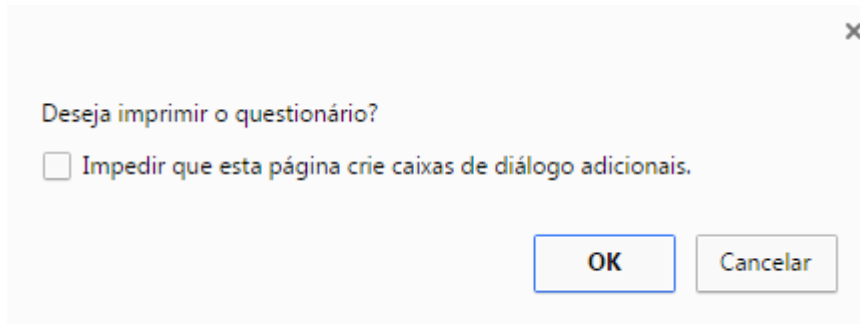 Deseja imprimir o questionário?
Impedir que esta página crie caixas de diálogo adicionais.
OK Cancelar